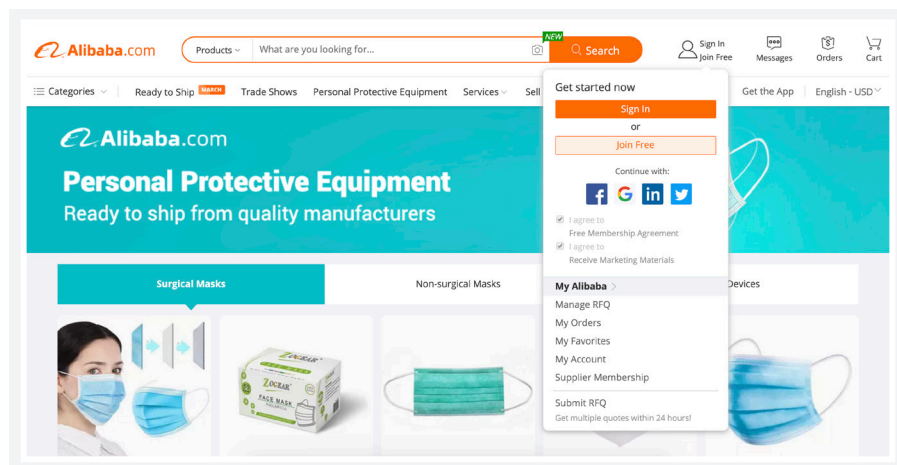 Alibaba.com
Products
What are you looking for...
NEW
Search
Sign In
Join Free
Messages
Orders
Cart
Categories
Ready to Ship MARCH
Trade Shows
Personal Protective Equipment
Services
Sell
Get the App
English - USD
Get started now
Sign In
or
Join Free
Continue with:
I agree to
Free Membership Agreement
I agree to
Receive Marketing Materials
My Alibaba
Manage RFQ
My Orders
My Favorites
My Account
Supplier Membership
Submit RFQ
Get multiple quotes within 24 hours!
Alibaba.com
Personal Protective Equipment
Ready to ship from quality manufacturers
Surgical Masks
Non-surgical Masks
Devices
ZOGEAR
FACE MASK